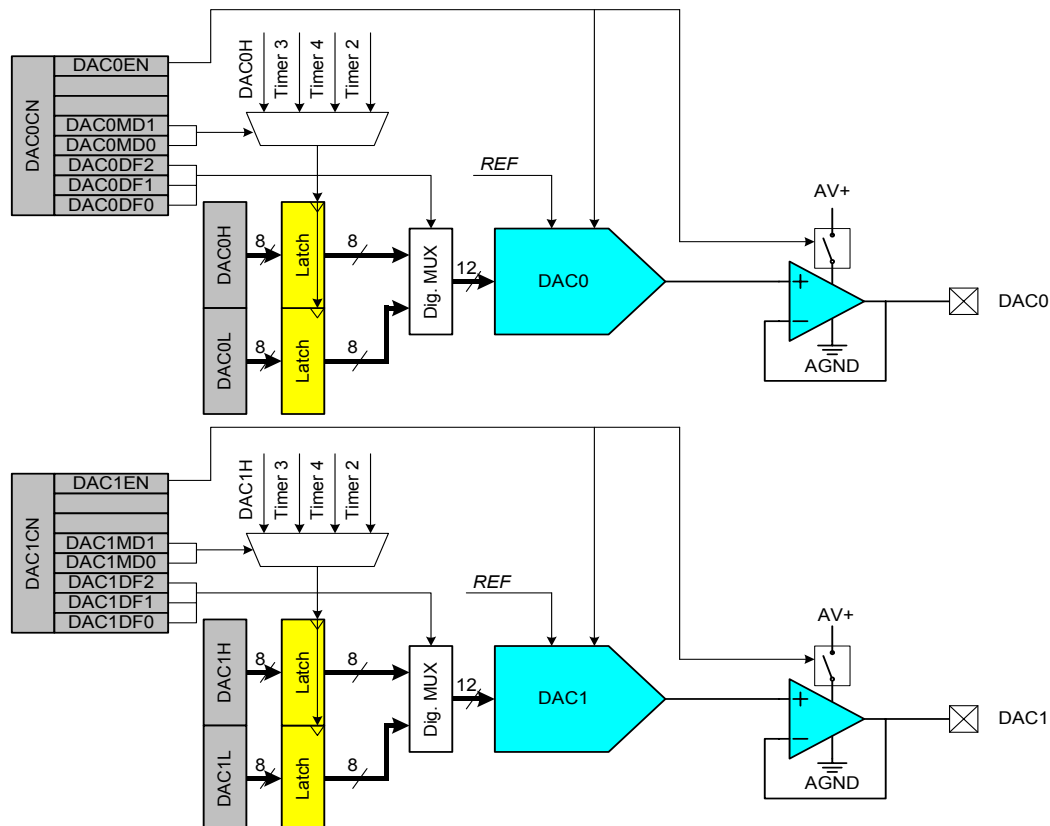 DAC0CN
DAC0EN
DAC0MD1
DAC0MD0
DAC0DF2
DAC0DF1
DAC0DF0
DAC0H
Timer 3
Timer 4
Timer 2
REF
AV+
DAC0H
8
Latch
8
Dig. MUX
12
DAC0
+
−
AGND
DAC0
DAC0L
8
Latch
8
DAC1CN
DAC1EN
DAC1MD1
DAC1MD0
DAC1DF2
DAC1DF1
DAC1DF0
DAC1H
Timer 3
Timer 4
Timer 2
REF
AV+
DAC1H
8
Latch
8
Dig. MUX
12
DAC1
+
−
AGND
DAC1
DAC1L
8
Latch
8